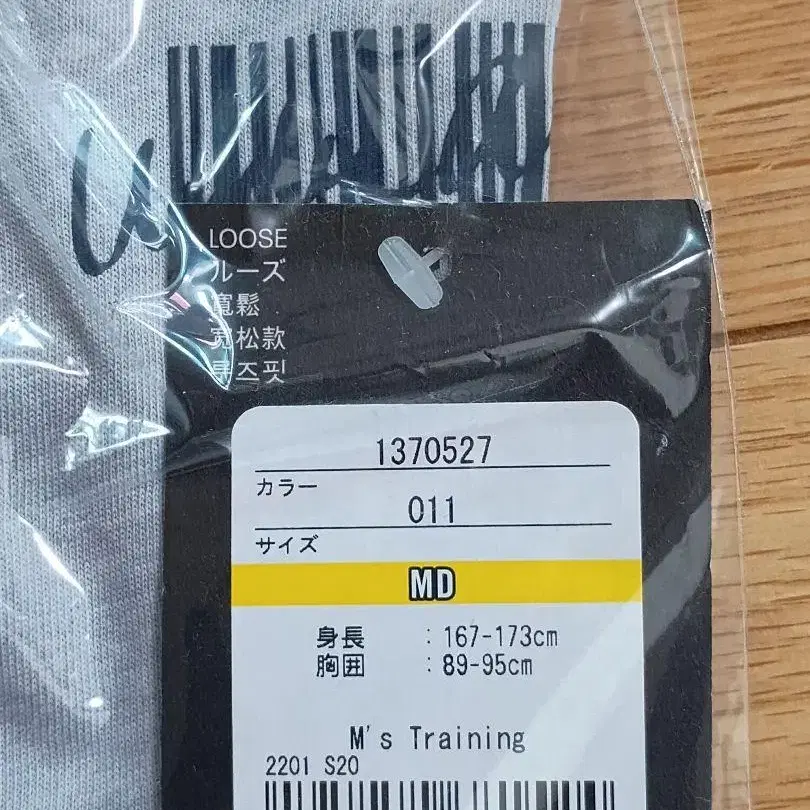 LOOSE
ルーズ
寬鬆
宽松款
루즈핏
1370527
カラー
011
サイズ
MD
身長 : 167-173cm
胸囲 : 89-95cm
M's Training
2201 S20